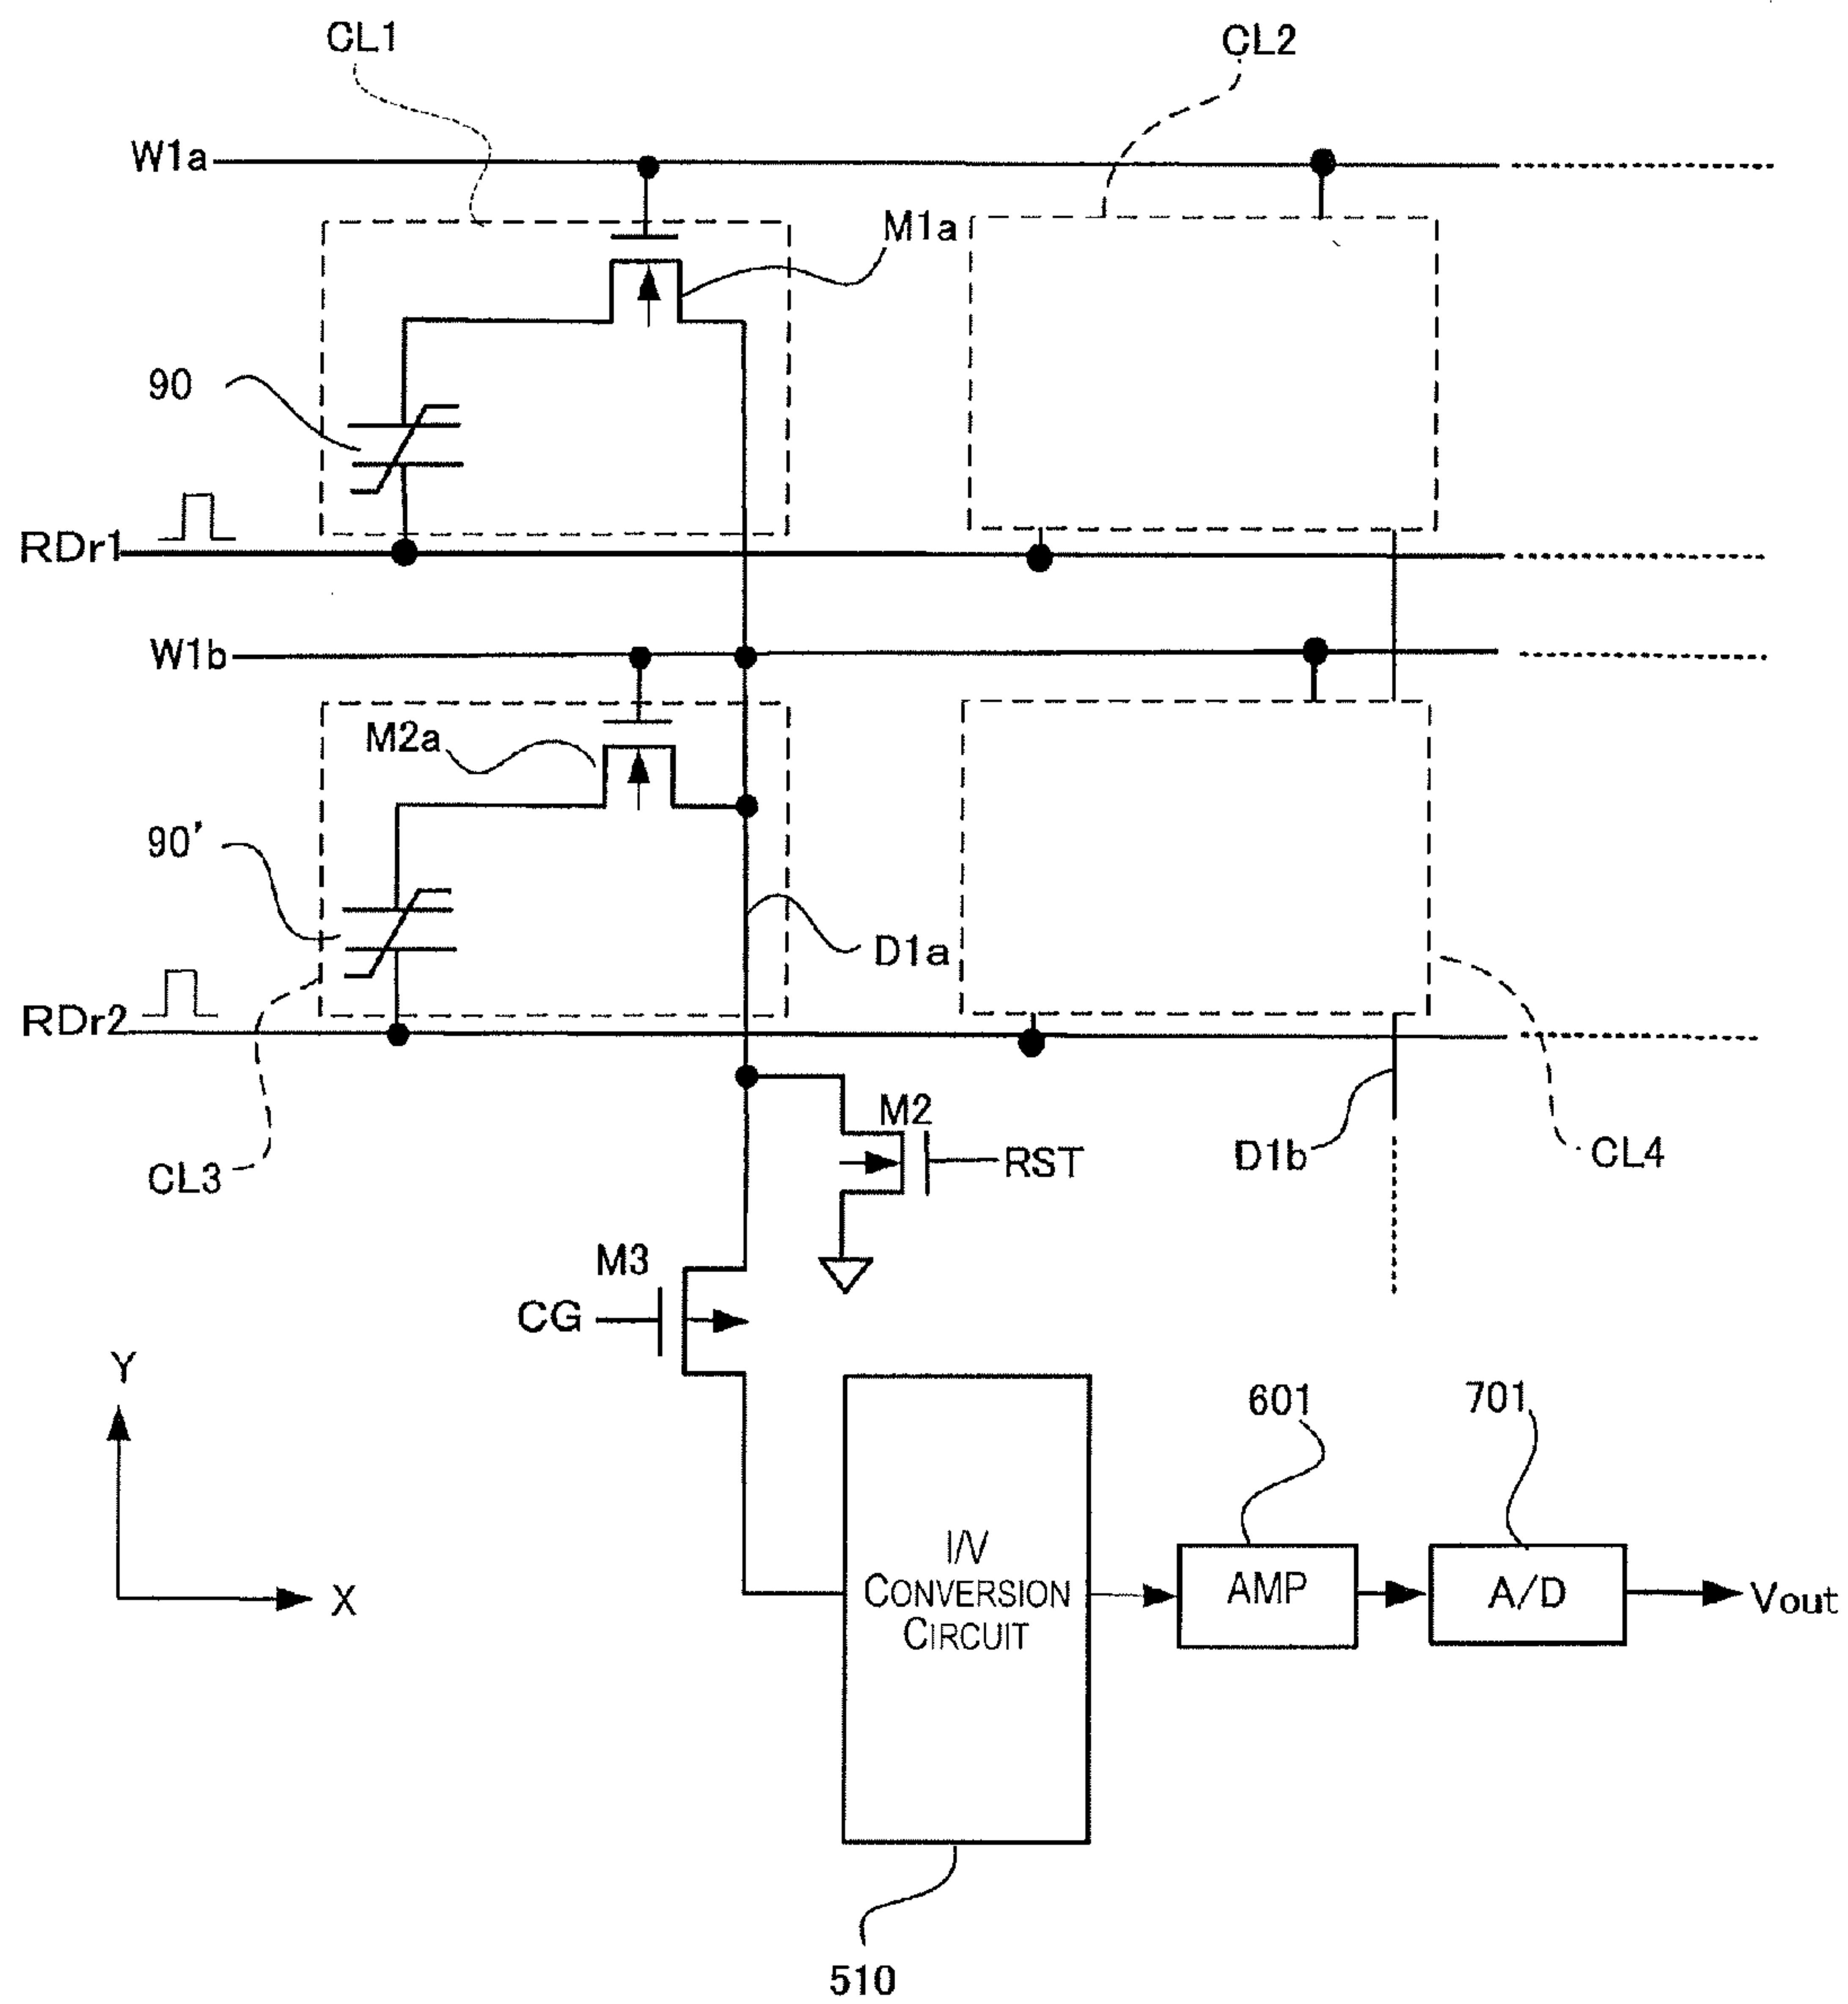 CL1
CL2
W1a
M1a
90
RDr1
W1b
M2a
90'
D1a
RDr2
M2
RST
D1b
CL4
CL3
M3
CG
Y
X
601
701
I/V
CONVERSION
CIRCUIT
AMP
A/D
Vout
510